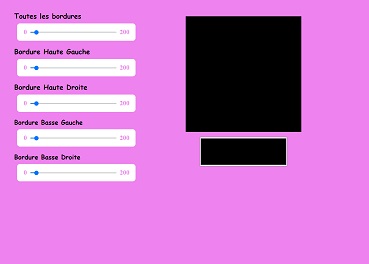 Toutes les bordures
0 200
Bordure Haute Gauche
0 200
Bordure Haute Droite
0 200
Bordure Basse Gauche
0 200
Bordure Basse Droite
0 200